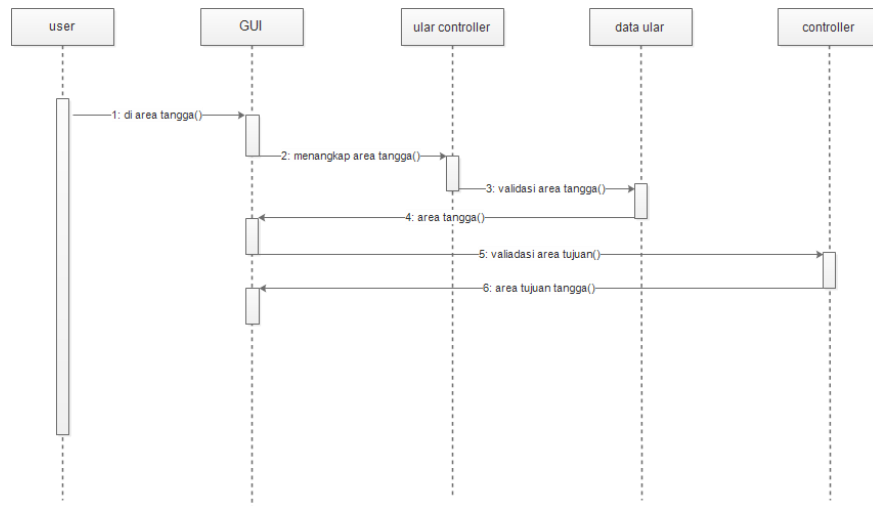 user
GUI
ular controller
data ular
controller
1: di area tangga()
2: menangkap area tangga()
3: validasi area tangga()
4: area tangga()
5: valiadasi area tujuan()
6: area tujuan tangga()